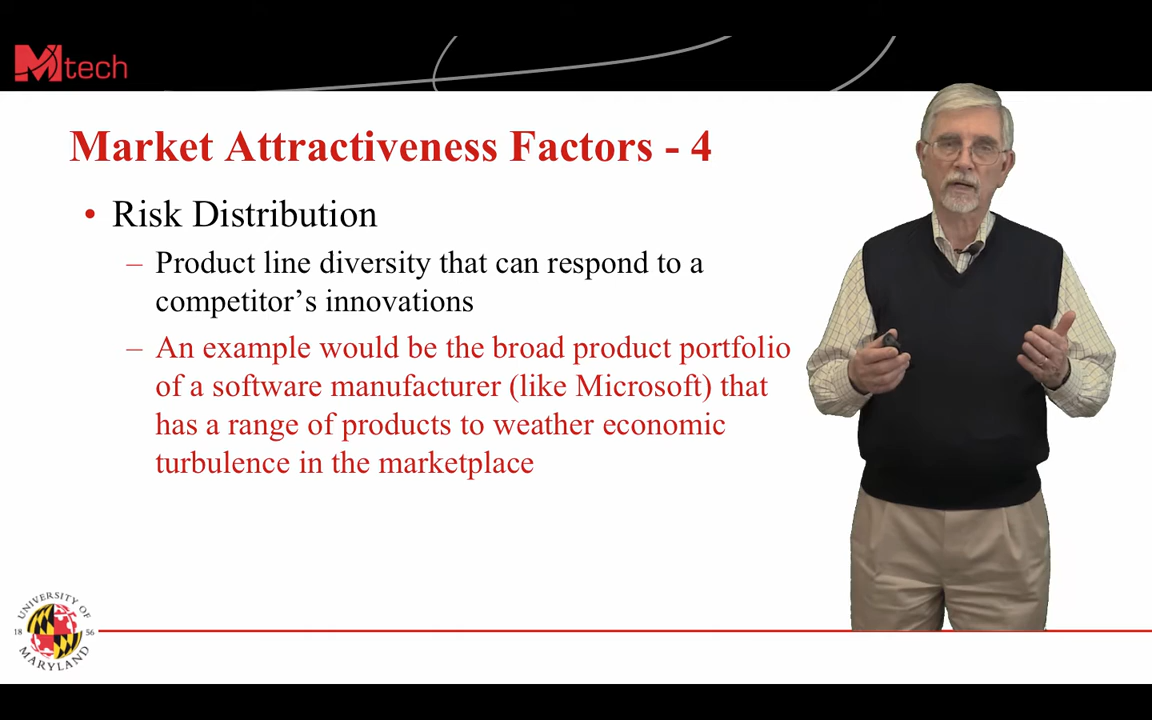 Mtech
Market Attractiveness Factors - 4
• Risk Distribution
– Product line diversity that can respond to a
competitor’s innovations
– An example would be the broad product portfolio
of a software manufacturer (like Microsoft) that
has a range of products to weather economic
turbulence in the marketplace
UNIVERSITY OF
18 56
MARYLAND